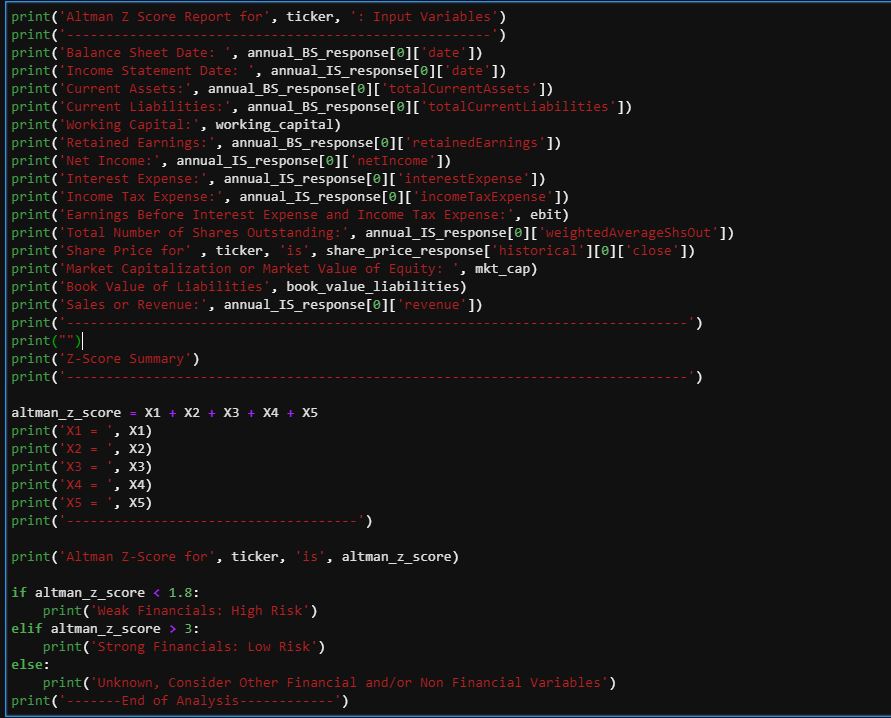 print('Altman Z Score Report for', ticker, ': Input Variables')
print('------------------------------------------------------')
print('Balance Sheet Date: ', annual_BS_response[0]['date'])
print('Income Statement Date: ', annual_IS_response[0]['date'])
print('Current Assets:', annual_BS_response[0]['totalCurrentAssets'])
print('Current Liabilities:', annual_BS_response[0]['totalCurrentLiabilities'])
print('Working Capital:', working_capital)
print('Retained Earnings:', annual_BS_response[0]['retainedEarnings'])
print('Net Income:', annual_IS_response[0]['netIncome'])
print('Interest Expense:', annual_IS_response[0]['interestExpense'])
print('Income Tax Expense:', annual_IS_response[0]['incomeTaxExpense'])
print('Earnings Before Interest Expense and Income Tax Expense:', ebit)
print('Total Number of Shares Outstanding:', annual_IS_response[0]['weightedAverageShsOut'])
print('Share Price for' , ticker, 'is', share_price_response['historical'][0]['close'])
print('Market Capitalization or Market Value of Equity: ', mkt_cap)
print('Book Value of Liabilities', book_value_liabilities)
print('Sales or Revenue:', annual_IS_response[0]['revenue'])
print('-------------------------------------------------------------------------------')
print("")
print('Z-Score Summary')
print('-------------------------------------------------------------------------------')
altman_z_score = X1 + X2 + X3 + X4 + X5
print('X1 = ', X1)
print('X2 = ', X2)
print('X3 = ', X3)
print('X4 = ', X4)
print('X5 = ', X5)
print('-------------------------------------')
print('Altman Z-Score for', ticker, 'is', altman_z_score)
if altman_z_score < 1.8:
    print('Weak Financials: High Risk')
elif altman_z_score > 3:
    print('Strong Financials: Low Risk')
else:
    print('Unknown, Consider Other Financial and/or Non Financial Variables')
print('-------End of Analysis------------')